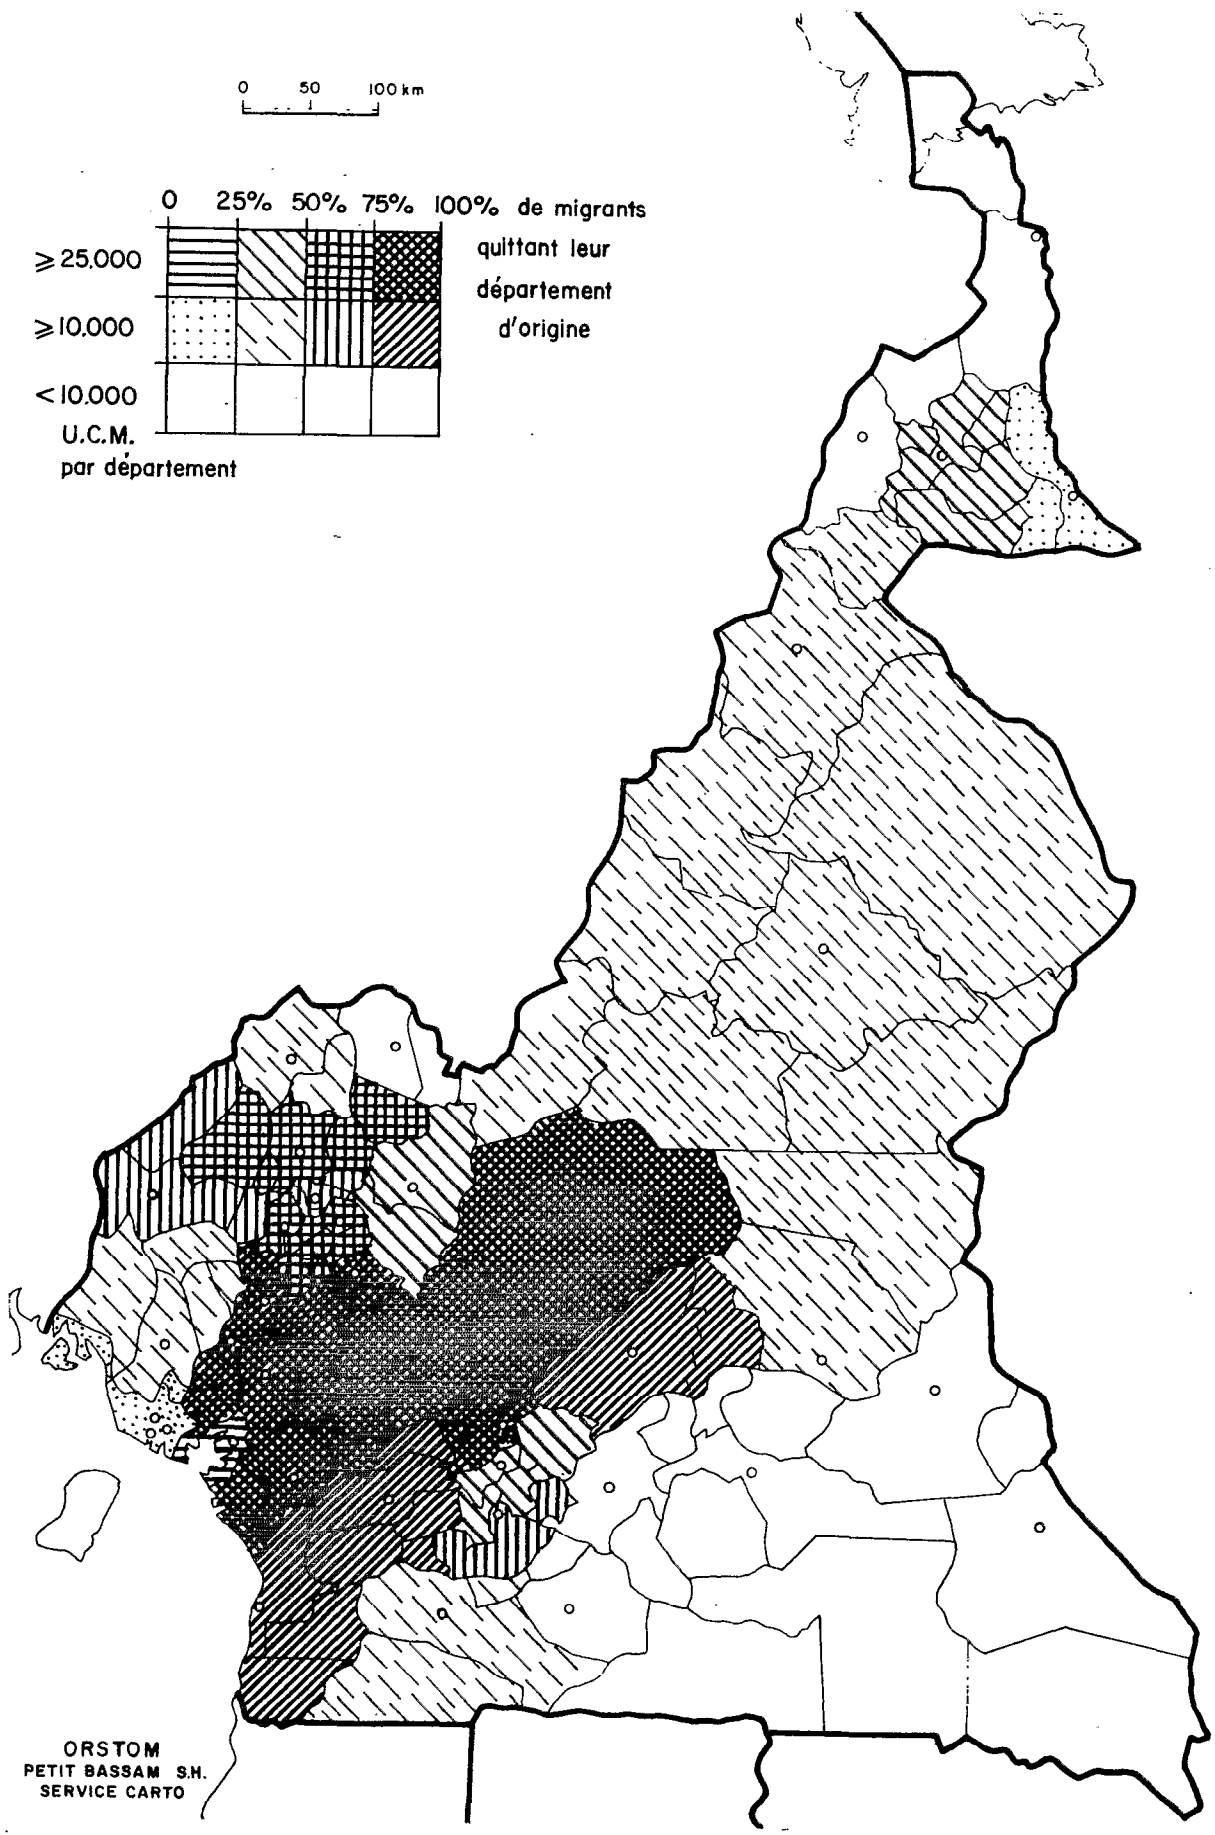 0 50 100 km
0 25% 50% 75% 100% de migrants
quittant leur
département
d'origine
⩾ 25.000
⩾ 10.000
< 10.000
U.C.M.
par département
ORSTOM
PETIT BASSAM S.H.
SERVICE CARTO